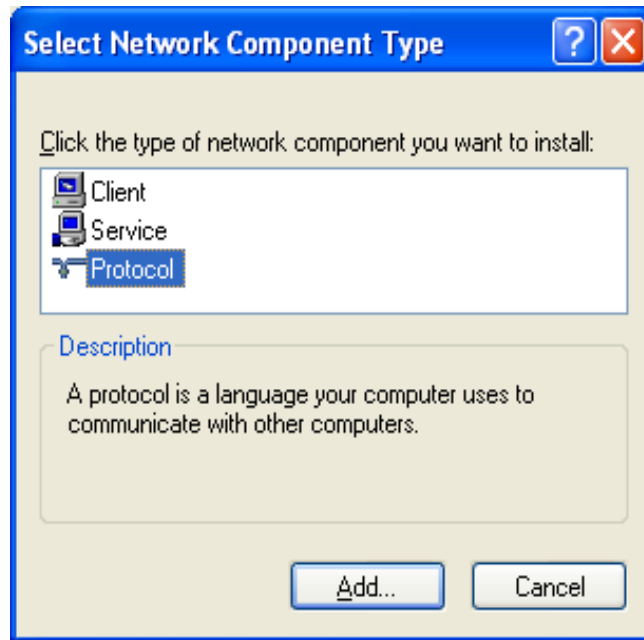 Select Network Component Type
Click the type of network component you want to install:
Client
Service
Protocol
Description
A protocol is a language your computer uses to
communicate with other computers.
Add... Cancel